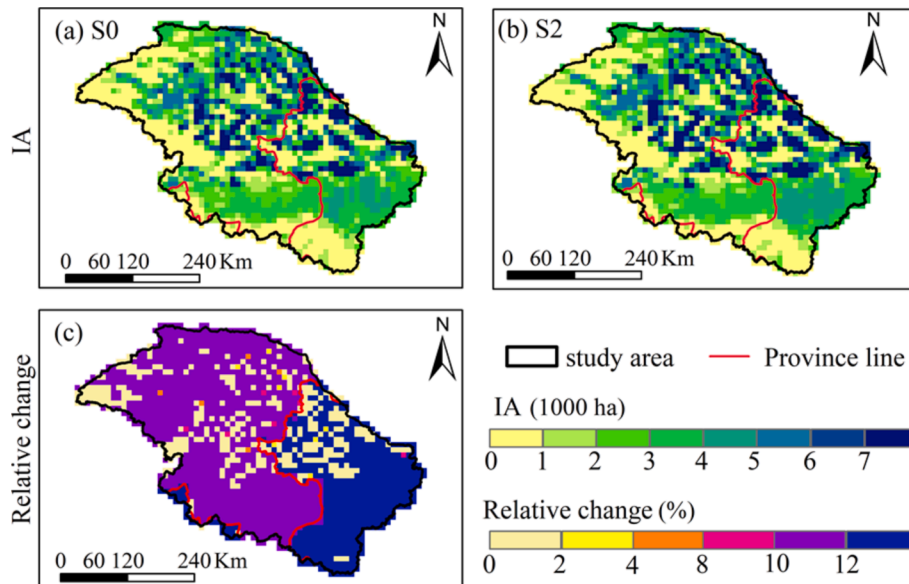 (a) S0
N
IA
0 60 120 240 Km
(b) S2
N
0 60 120 240 Km
(c)
N
Relative change
0 60 120 240 Km
study area
Province line
IA (1000 ha)
0 1 2 3 4 5 6 7
Relative change (%)
0 2 4 8 10 12